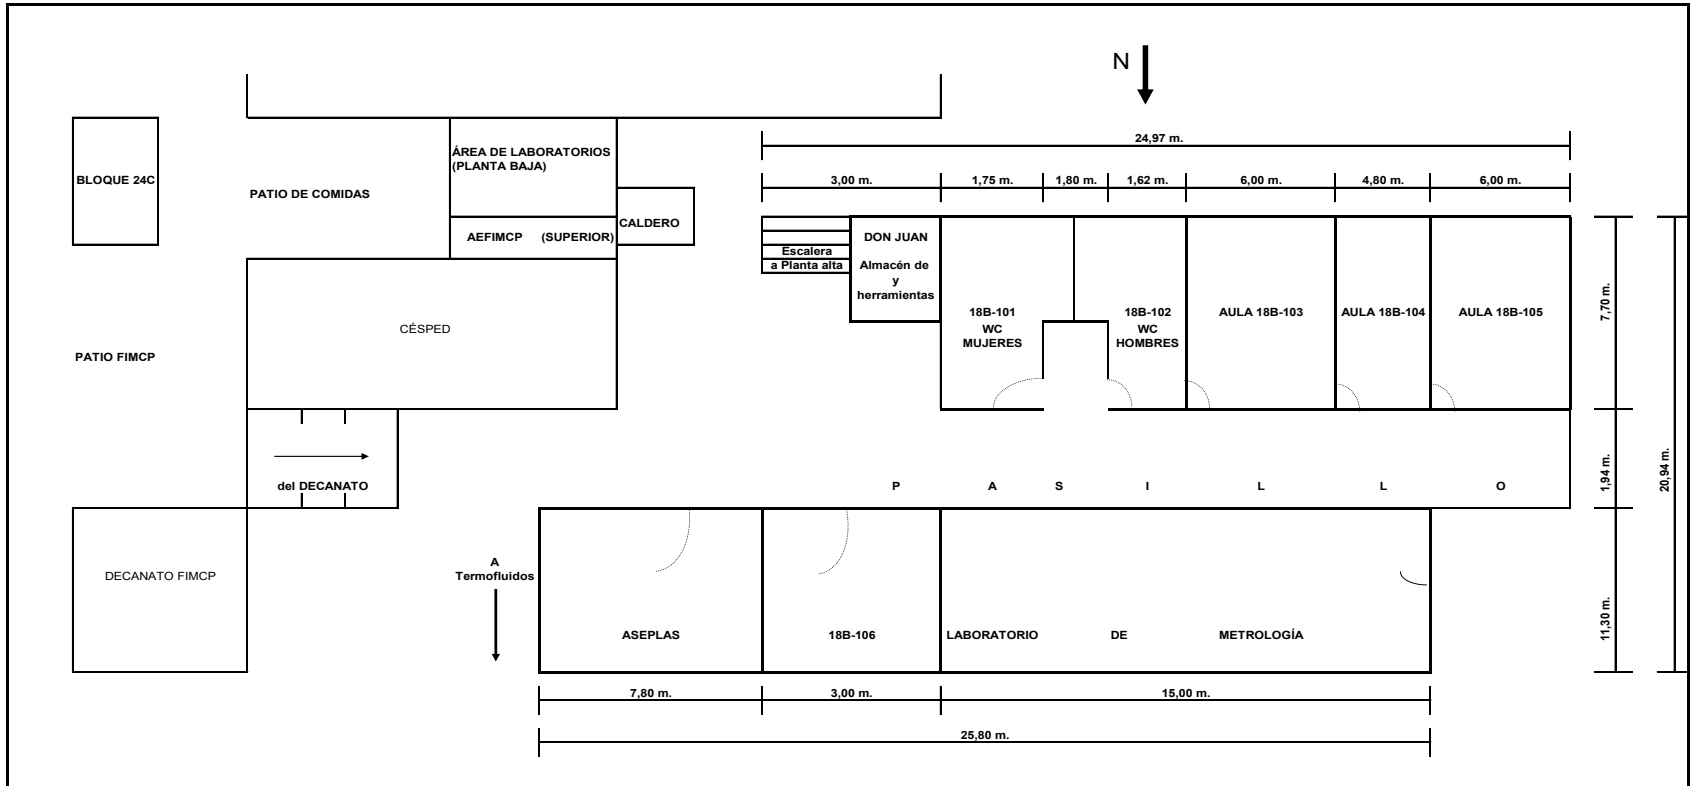 N
24,97 m.
3,00 m.
1,75 m.
1,80 m.
1,62 m.
6,00 m.
4,80 m.
6,00 m.
BLOQUE 24C
PATIO DE COMIDAS
ÁREA DE LABORATORIOS
(PLANTA BAJA)
AEFIMCP (SUPERIOR)
CALDERO
Escalera
a Planta alta
DON JUAN
Almacén de
y
herramientas
18B-101
WC
MUJERES
18B-102
WC
HOMBRES
AULA 18B-103
AULA 18B-104
AULA 18B-105
7,70 m.
CÉSPED
PATIO FIMCP
del DECANATO
P A S I L L O
1,94 m.
20,94 m.
DECANATO FIMCP
A
Termofluidos
ASEPLAS
18B-106
LABORATORIO DE METROLOGÍA
11,30 m.
7,80 m.
3,00 m.
15,00 m.
25,80 m.